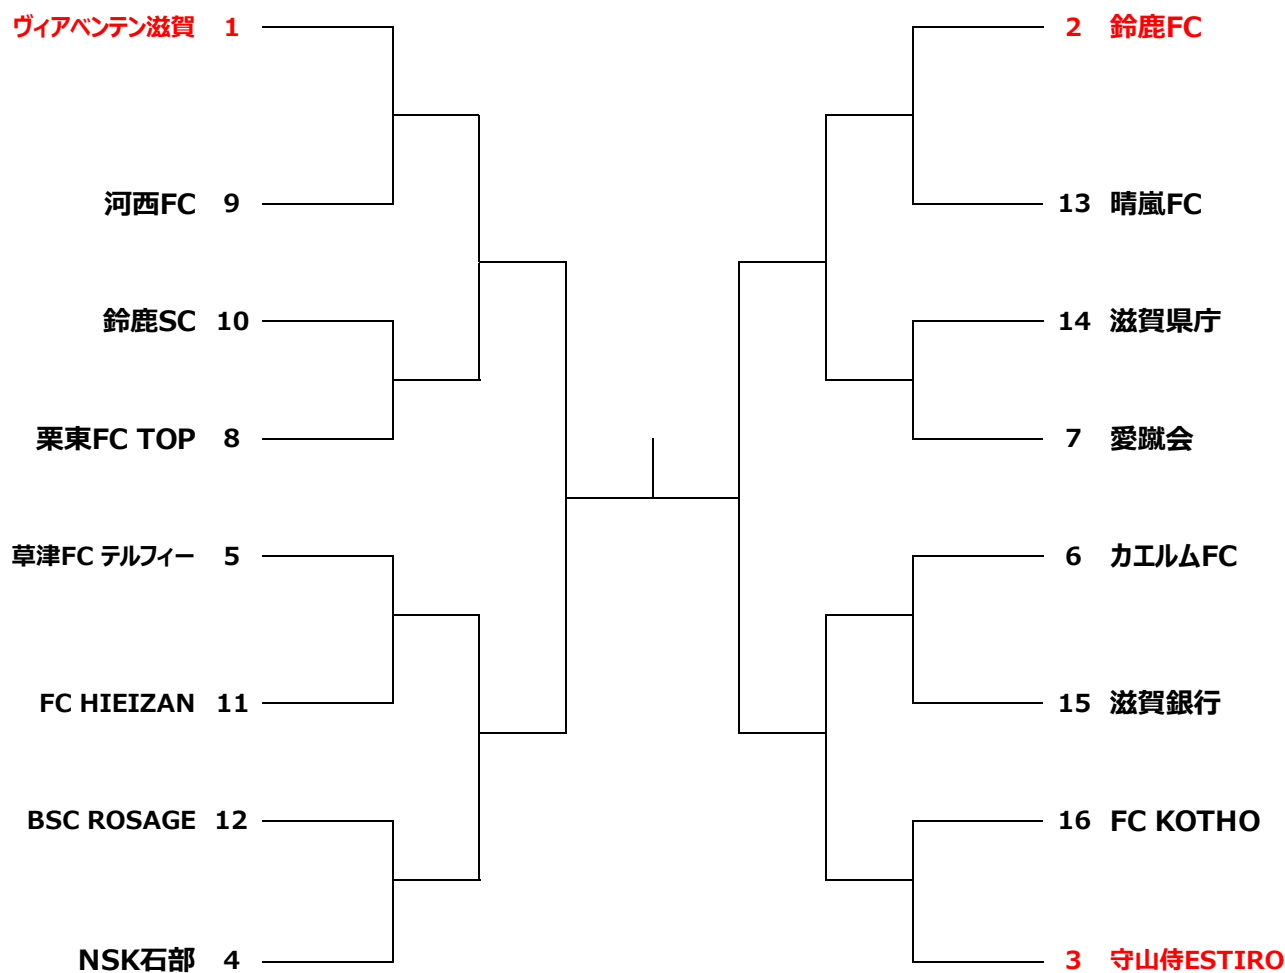 ヴィアベンテン滋賀 1
河西FC 9
鈴鹿SC 10
栗東FC TOP 8
草津FC テルフィー 5
FC HIEIZAN 11
BSC ROSAGE 12
NSK石部 4
2 鈴鹿FC
13 晴嵐FC
14 滋賀県庁
7 愛蹴会
6 カエルムFC
15 滋賀銀行
16 FC KOTHO
3 守山侍ESTIRO